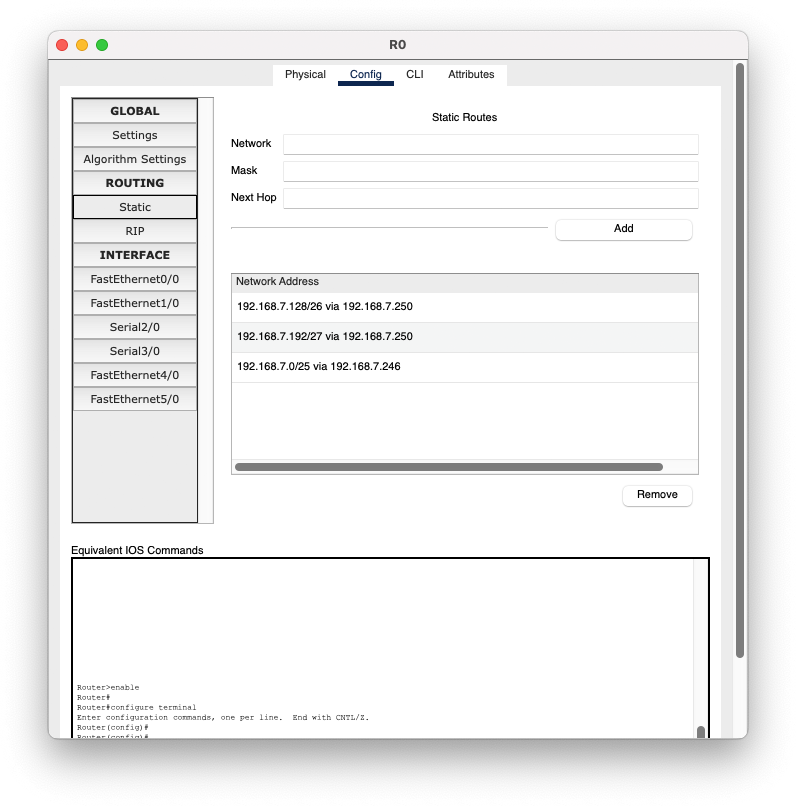 R0
Physical Config CLI Attributes
GLOBAL
Settings
Algorithm Settings
ROUTING
Static
RIP
INTERFACE
FastEthernet0/0
FastEthernet1/0
Serial2/0
Serial3/0
FastEthernet4/0
FastEthernet5/0
Static Routes
Network
Mask
Next Hop
Add
Network Address
192.168.7.128/26 via 192.168.7.250
192.168.7.192/27 via 192.168.7.250
192.168.7.0/25 via 192.168.7.246
Remove
Equivalent IOS Commands
Router>enable
Router#
Router#configure terminal
Enter configuration commands, one per line.  End with CNTL/Z.
Router(config)#
Router(config)#